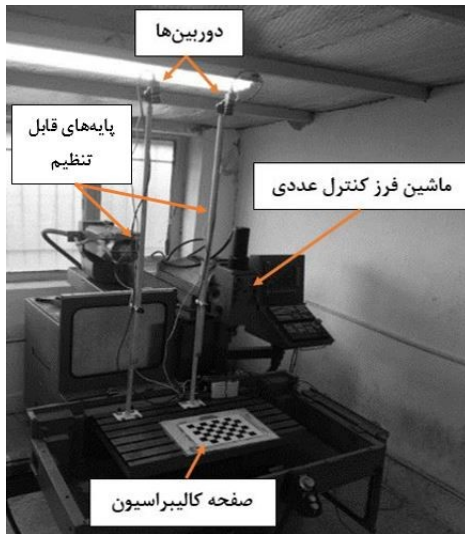 دوربین‌ها
پایه‌های قابل
تنظیم
ماشین فرز کنترل عددی
صفحه کالیبراسیون